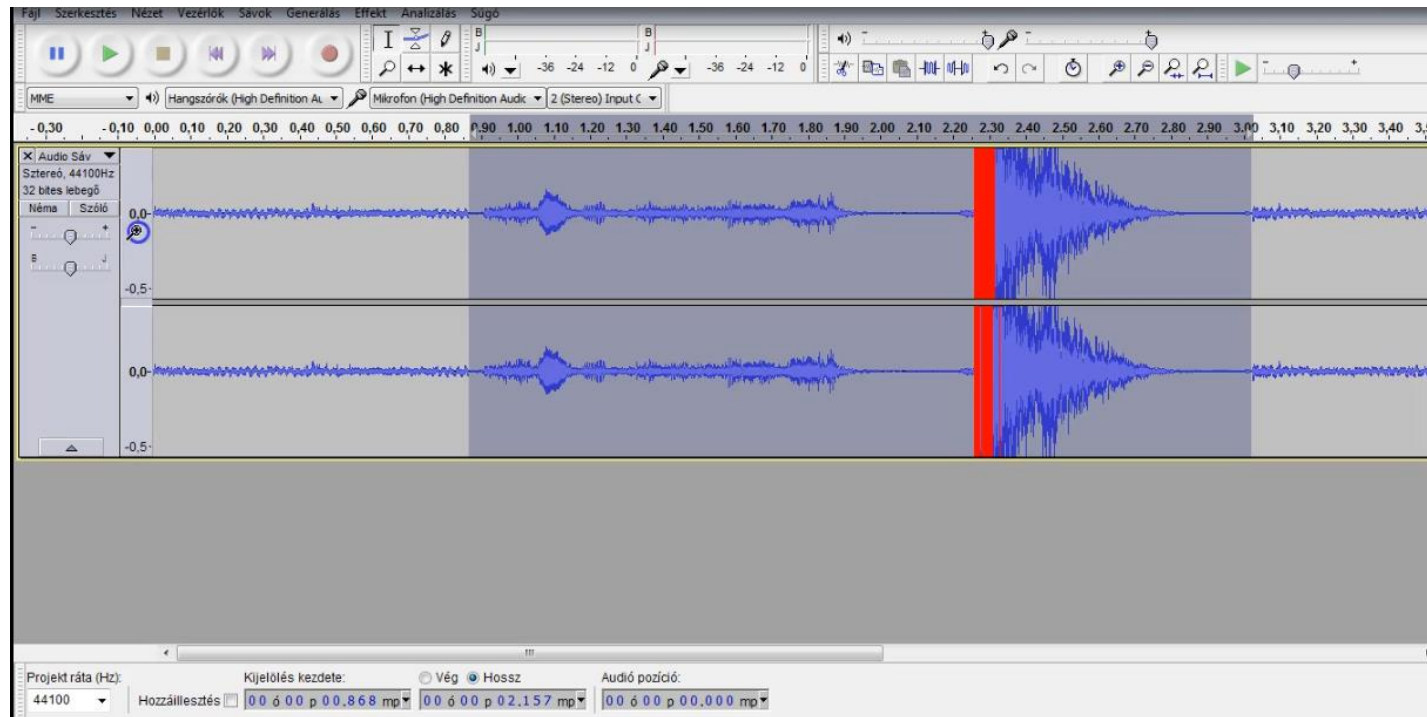 Fájl Szerkesztés Nézet Vezérlők Sávok Generálás Effekt Analizálás Súgó
B J B J
-36 -24 -12 0 -36 -24 -12 0
MME Hangszórók (High Definition Au Mikrofon (High Definition Audic 2 (Stereo) Input C
- 0,30 - 0,10 0,00 0,10 0,20 0,30 0,40 0,50 0,60 0,70 0,80 0,90 1,00 1,10 1,20 1,30 1,40 1,50 1,60 1,70 1,80 1,90 2,00 2,10 2,20 2,30 2,40 2,50 2,60 2,70 2,80 2,90 3,00 3,10 3,20 3,30 3,40
X Audio Sáv
Sztereó, 44100Hz
32 bites lebegő
Néma Szóló
- +
B J
0,0-
-0,5-
0,0-
-0,5-
Projekt ráta (Hz): Kijelölés kezdete: Vég Hossz Audió pozíció:
44100 Hozzáillesztés 00 ó 00 p 00.868 mp 00 ó 00 p 02.157 mp 00 ó 00 p 00.000 mp